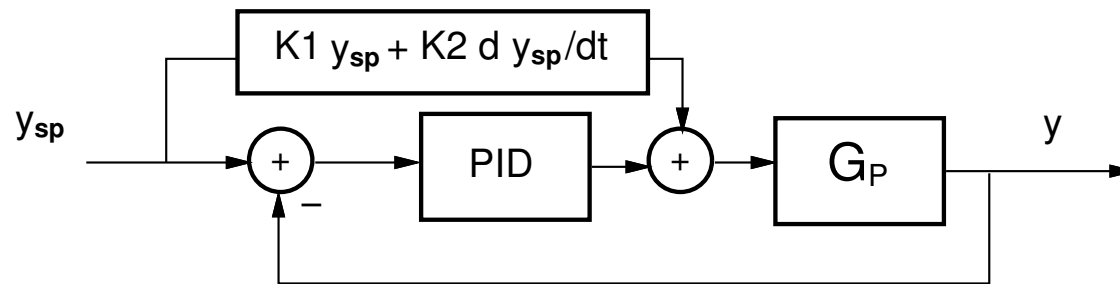 K1 ysp + K2 d ysp/dt
ysp
+
–
PID
+
GP
y